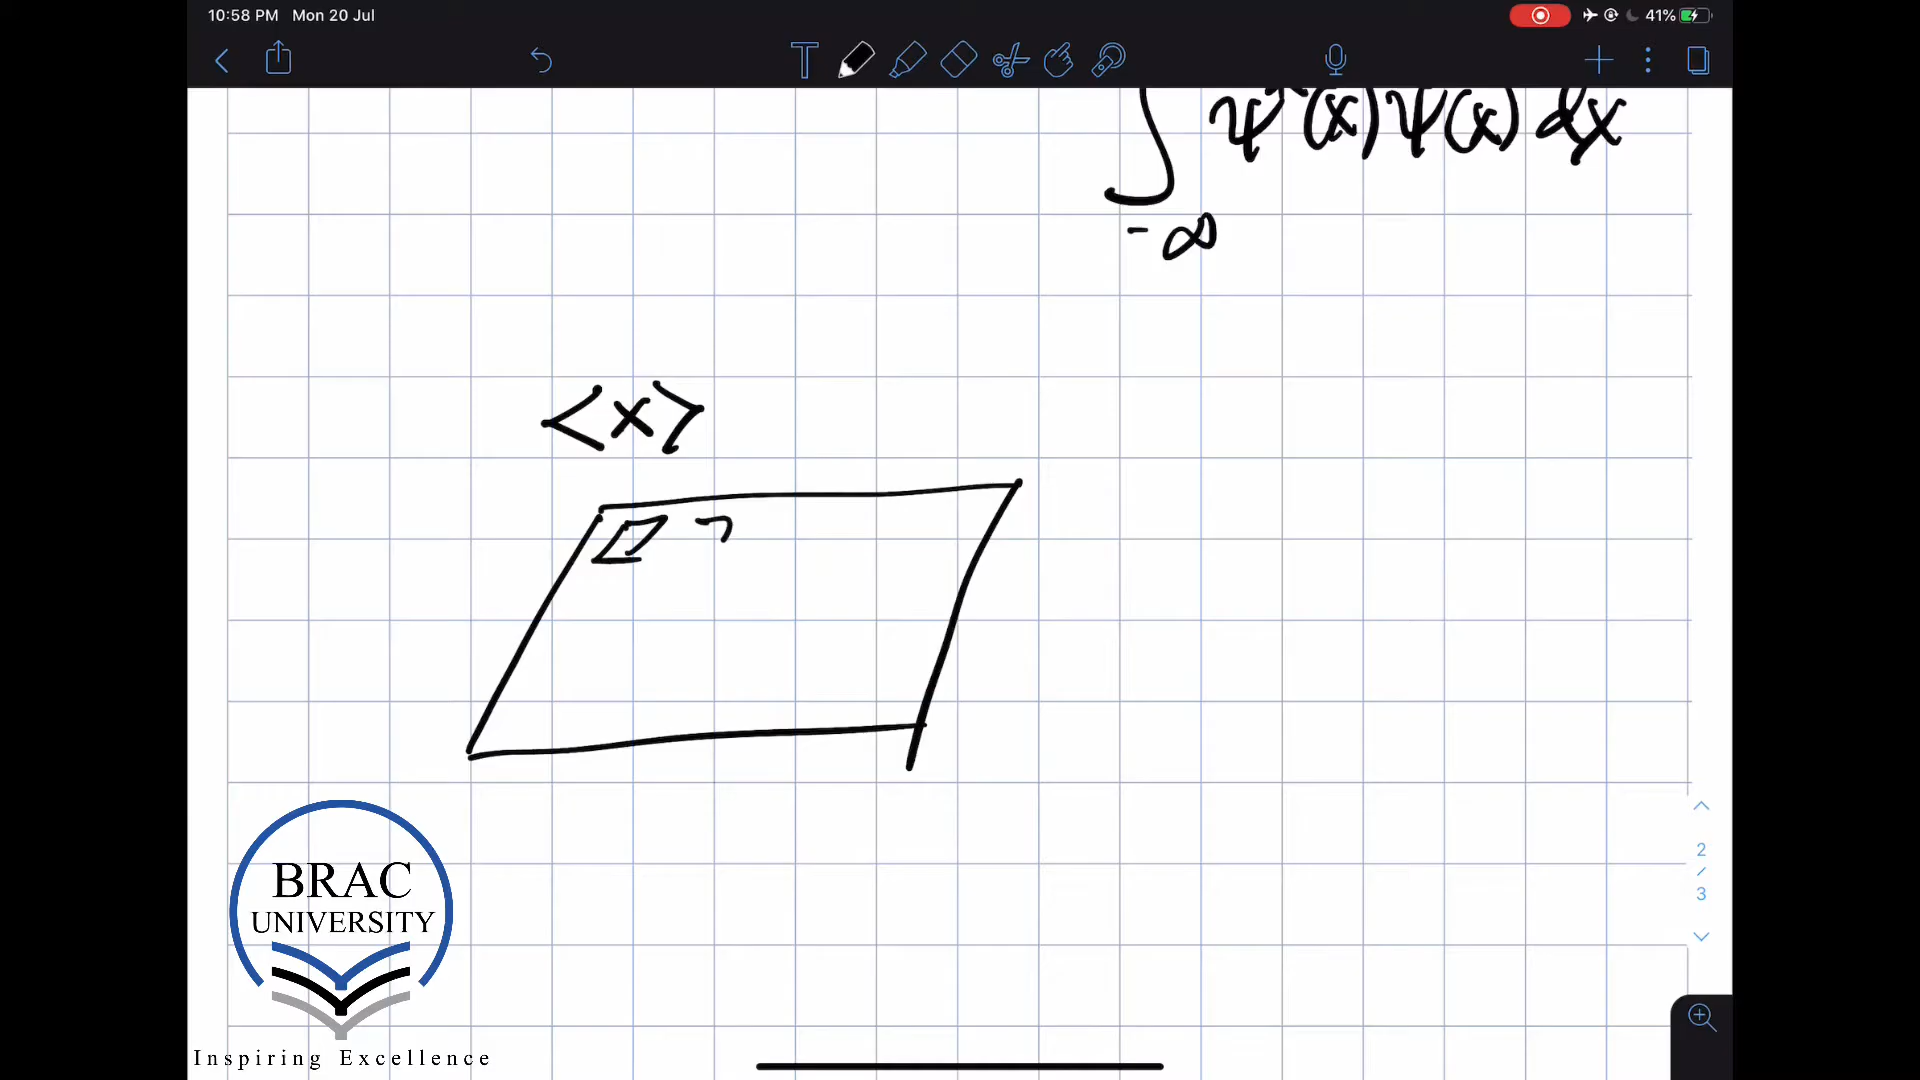 10:58 PM Mon 20 Jul
41%
∫ ψ*(x) ψ(x) dx
-∞
<x>
2
/
3
BRAC
UNIVERSITY
Inspiring Excellence